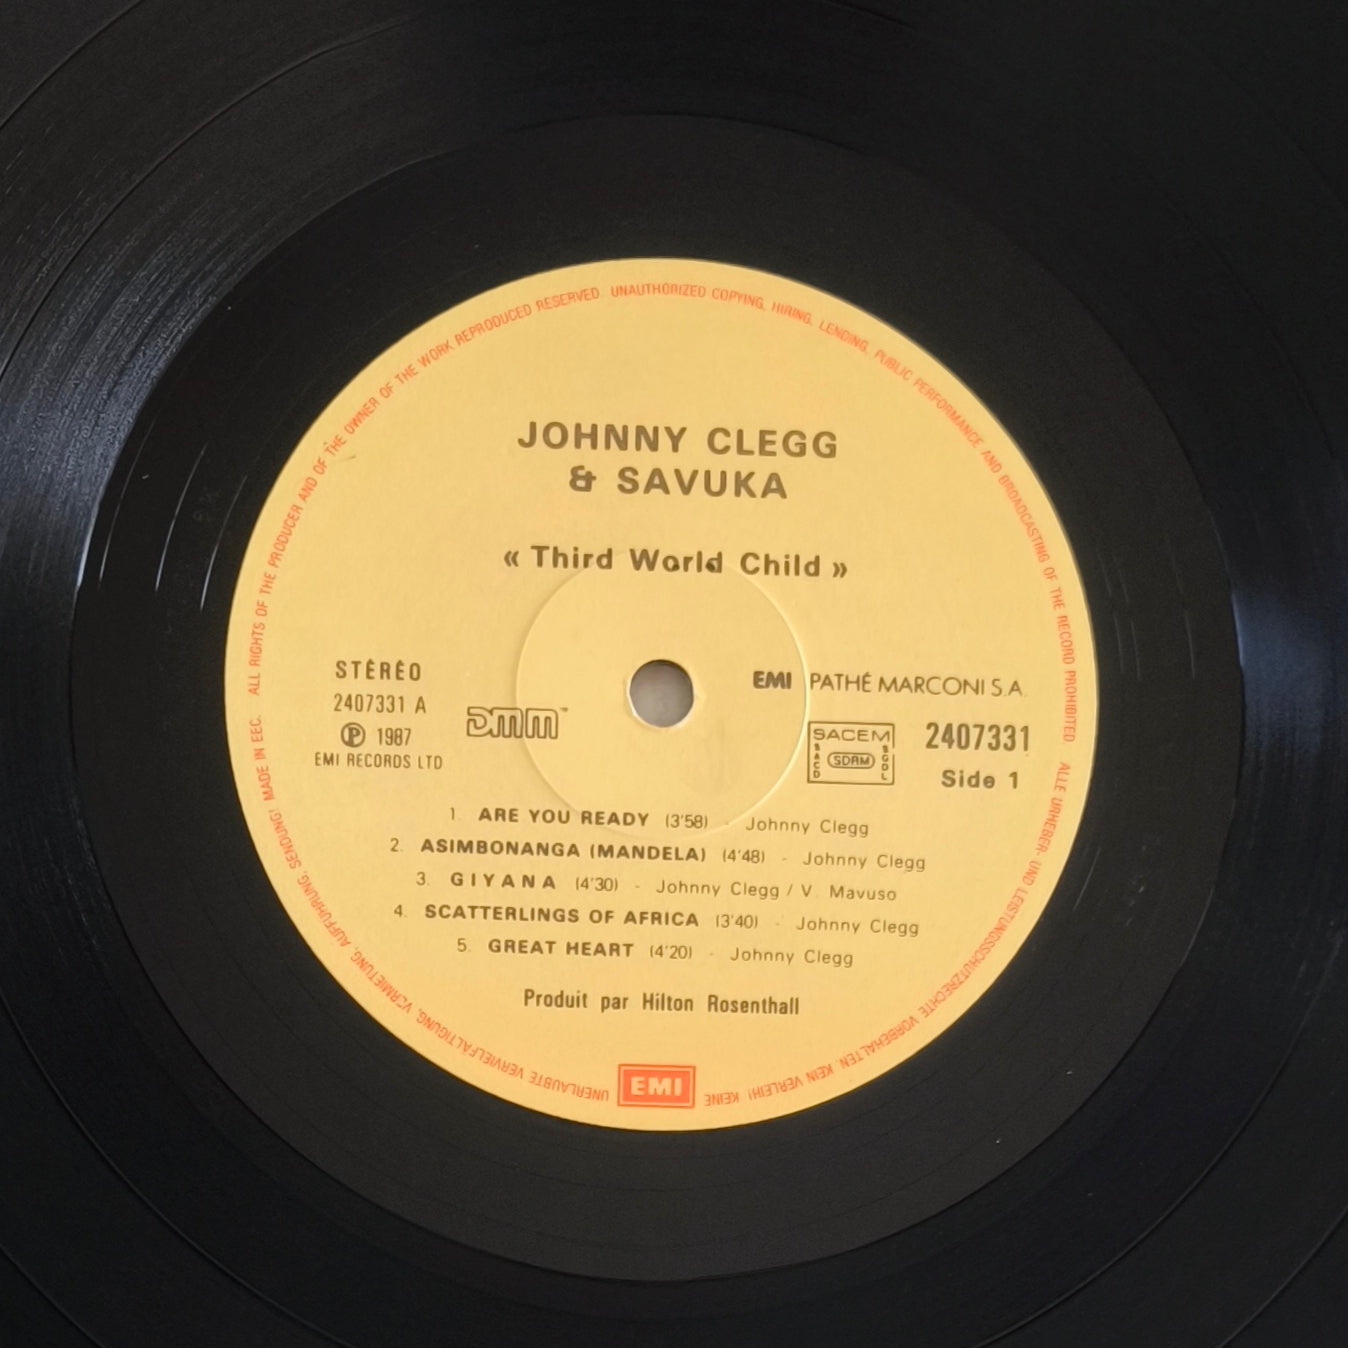 ALL RIGHTS OF THE PRODUCER AND OF THE OWNER OF THE WORK REPRODUCED RESERVED UNAUTHORIZED COPYING, HIRING, LENDING, PUBLIC PERFORMANCE AND BROADCASTING OF THE RECORD PROHIBITED
ALLE URHEBER- UND LEISTUNGSSCHUTZRECHTE VORBEHALTEN. KEIN VERLEIH! KEINE
UNERLAUBTE VERVIELFÄLTIGUNG, VERMIETUNG, AUFFÜHRUNG, SENDUNG! MADE IN EEC.
JOHNNY CLEGG
& SAVUKA
« Third World Child »
STÉRÉO
2407331 A
Ⓟ 1987
EMI RECORDS LTD
DMM™
EMI PATHÉ MARCONI S.A.
SACEM
SACD
SDRM
SGDL
2407331
Side 1
1. ARE YOU READY (3'58) - Johnny Clegg
2. ASIMBONANGA (MANDELA) (4'48) - Johnny Clegg
3. GIYANA (4'30) - Johnny Clegg / V. Mavuso
4. SCATTERLINGS OF AFRICA (3'40) - Johnny Clegg
5. GREAT HEART (4'20) - Johnny Clegg
Produit par Hilton Rosenthall
EMI